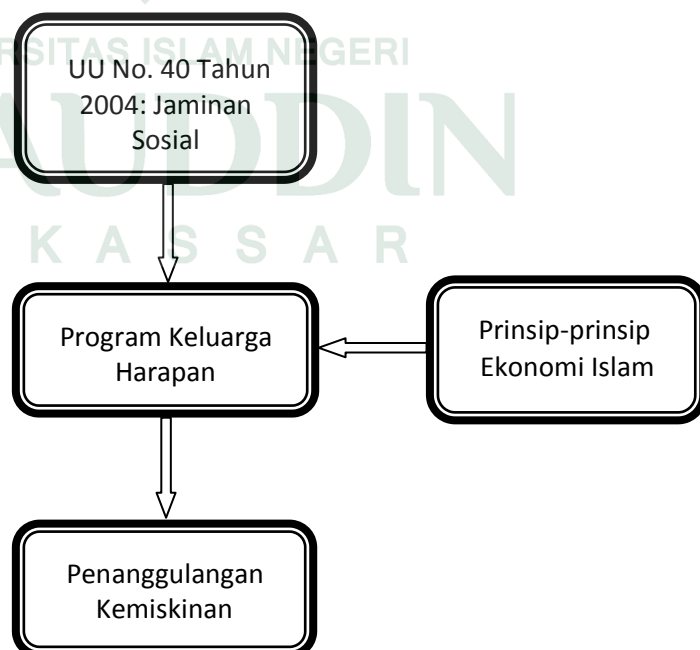 RSITAS ISLAM NEGERI
UU No. 40 Tahun
2004: Jaminan
Sosial
AUDDIN
K A S S A R
Program Keluarga
Harapan
Prinsip-prinsip
Ekonomi Islam
Penanggulangan
Kemiskinan